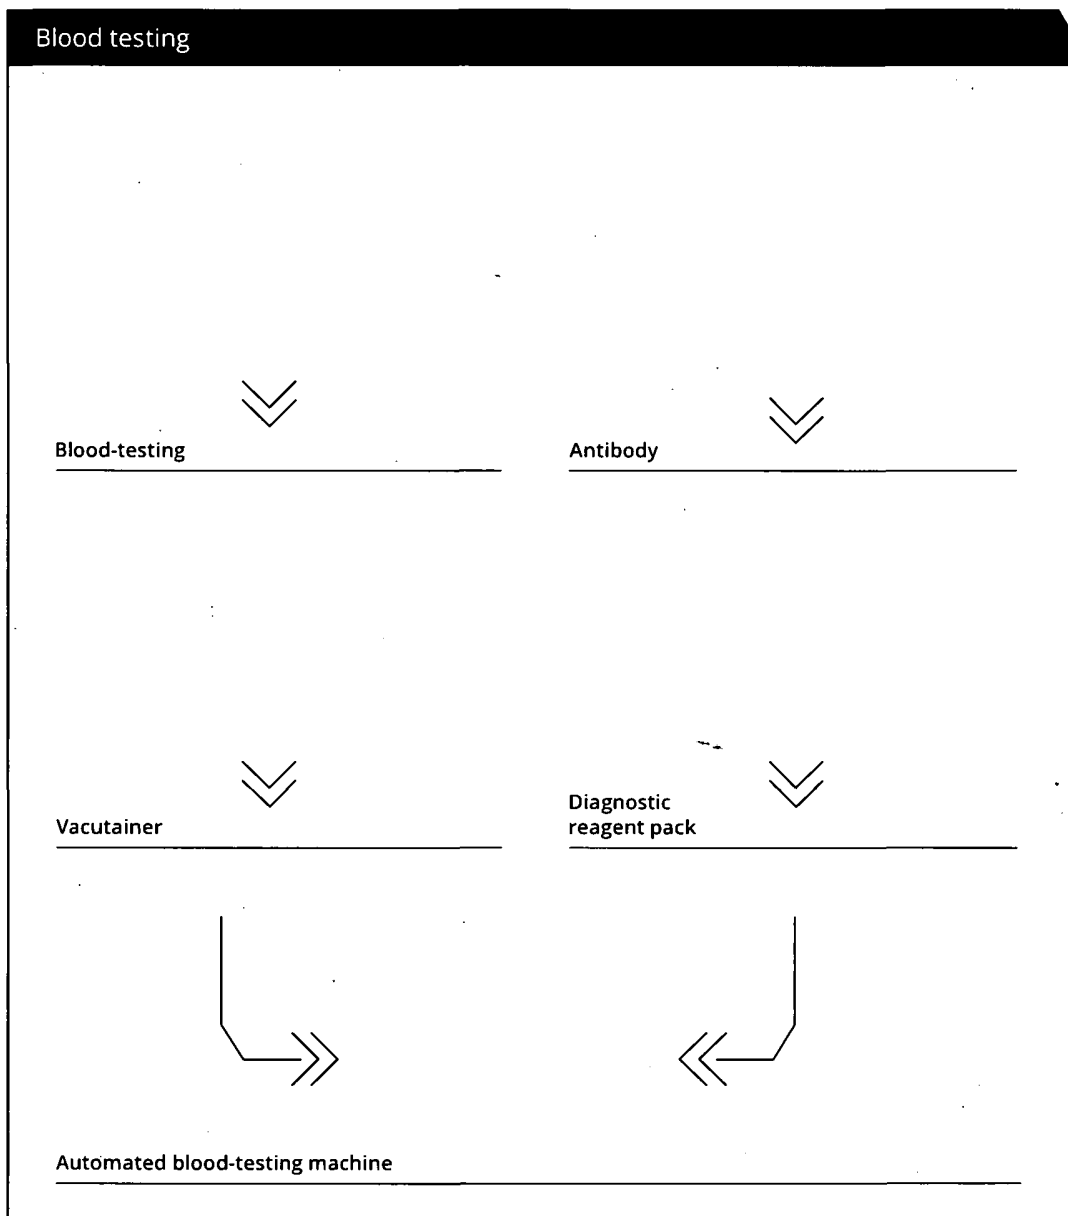 Blood testing
Blood-testing
Antibody
Vacutainer
Diagnostic
reagent pack
Automated blood-testing machine